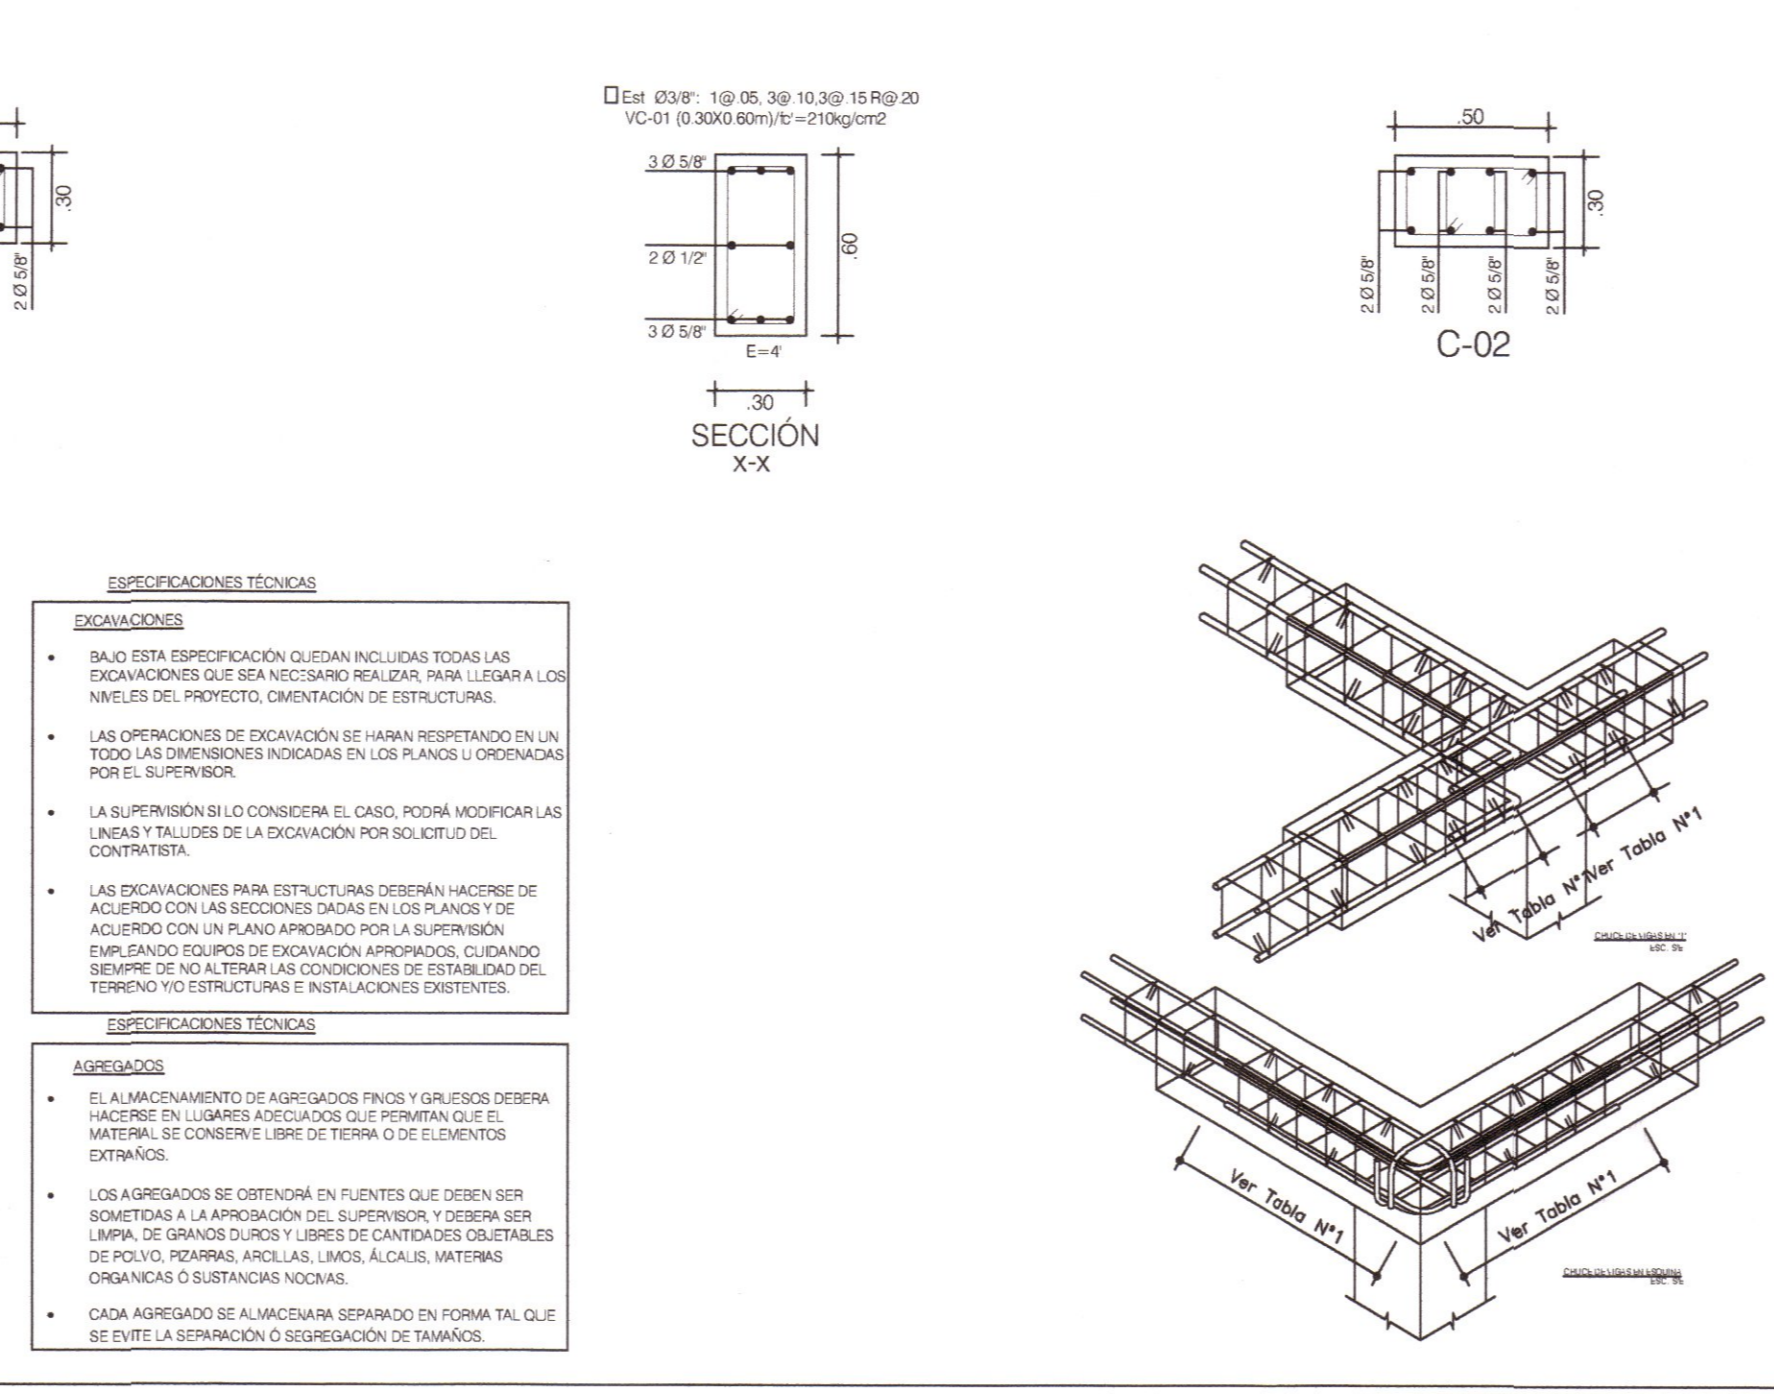 .30
2 Ø 5/8"
Est Ø3/8": 1@.05, 3@.10,3@.15 R@.20
VC-01 (0.30X0.60m)/fc'=210kg/cm2
3 Ø 5/8"
2 Ø 1/2"
3 Ø 5/8"
.60
E=4'
.30
SECCIÓN
X-X
.50
.30
2 Ø 5/8"
2 Ø 5/8"
2 Ø 5/8"
2 Ø 5/8"
C-02
ESPECIFICACIONES TÉCNICAS
EXCAVACIONES
• BAJO ESTA ESPECIFICACIÓN QUEDAN INCLUIDAS TODAS LAS
EXCAVACIONES QUE SEA NECESARIO REALIZAR, PARA LLEGAR A LOS
NIVELES DEL PROYECTO, CIMENTACIÓN DE ESTRUCTURAS.
• LAS OPERACIONES DE EXCAVACIÓN SE HARAN RESPETANDO EN UN
TODO LAS DIMENSIONES INDICADAS EN LOS PLANOS U ORDENADAS
POR EL SUPERVISOR.
• LA SUPERVISIÓN SI LO CONSIDERA EL CASO, PODRÁ MODIFICAR LAS
LINEAS Y TALUDES DE LA EXCAVACIÓN POR SOLICITUD DEL
CONTRATISTA.
• LAS EXCAVACIONES PARA ESTRUCTURAS DEBERÁN HACERSE DE
ACUERDO CON LAS SECCIONES DADAS EN LOS PLANOS Y DE
ACUERDO CON UN PLANO APROBADO POR LA SUPERVISIÓN
EMPLEANDO EQUIPOS DE EXCAVACIÓN APROPIADOS, CUIDANDO
SIEMPRE DE NO ALTERAR LAS CONDICIONES DE ESTABILIDAD DEL
TERRENO Y/O ESTRUCTURAS E INSTALACIONES EXISTENTES.
ESPECIFICACIONES TÉCNICAS
AGREGADOS
• EL ALMACENAMIENTO DE AGREGADOS FINOS Y GRUESOS DEBERA
HACERSE EN LUGARES ADECUADOS QUE PERMITAN QUE EL
MATERIAL SE CONSERVE LIBRE DE TIERRA O DE ELEMENTOS
EXTRAÑOS.
• LOS AGREGADOS SE OBTENDRÁ EN FUENTES QUE DEBEN SER
SOMETIDAS A LA APROBACIÓN DEL SUPERVISOR, Y DEBERA SER
LIMPIA, DE GRANOS DUROS Y LIBRES DE CANTIDADES OBJETABLES
DE POLVO, PIZARRAS, ARCILLAS, LIMOS, ÁLCALIS, MATERIAS
ORGANICAS Ó SUSTANCIAS NOCIVAS.
• CADA AGREGADO SE ALMACENARA SEPARADO EN FORMA TAL QUE
SE EVITE LA SEPARACIÓN Ó SEGREGACIÓN DE TAMAÑOS.
Ver Tabla N°1
Ver Tabla N°1
CRUCE DE VIGAS EN "T"
ESC. S/E
Ver Tabla N°1
Ver Tabla N°1
CRUCE DE VIGAS EN ESQUINA
ESC. S/E